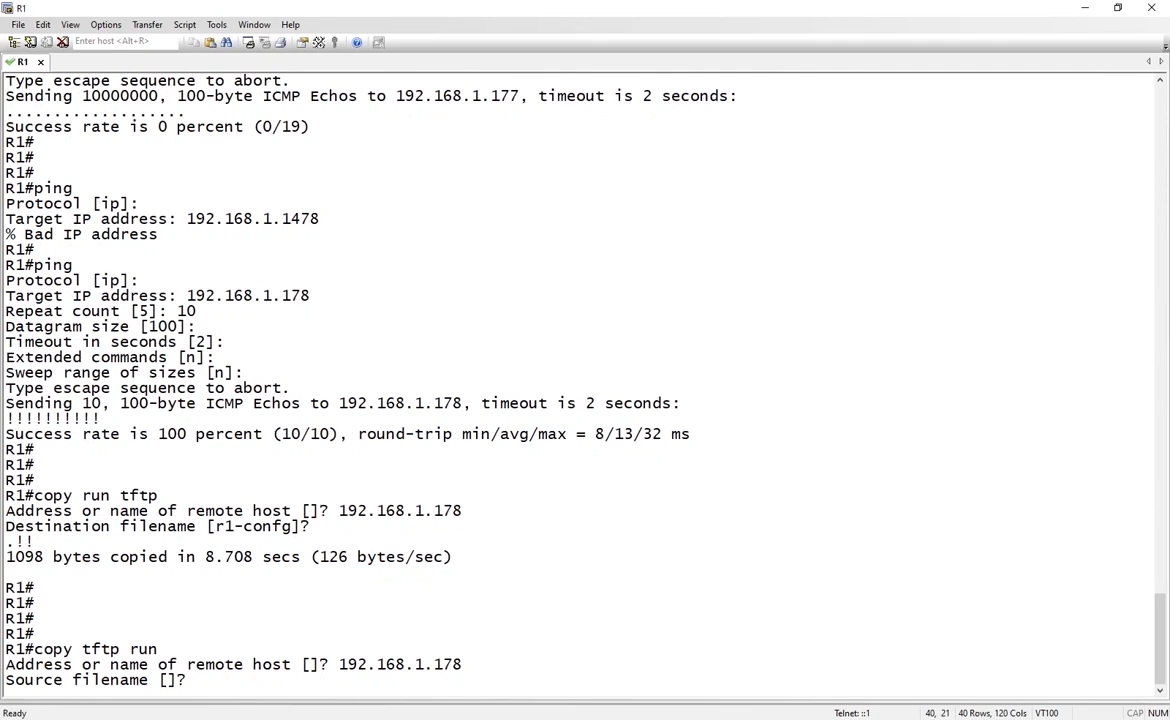 R1
File Edit View Options Transfer Script Tools Window Help
Enter host <Alt+R>
R1
Type escape sequence to abort.
Sending 10000000, 100-byte ICMP Echos to 192.168.1.177, timeout is 2 seconds:
...................
Success rate is 0 percent (0/19)
R1#
R1#
R1#
R1#ping
Protocol [ip]:
Target IP address: 192.168.1.1478
% Bad IP address
R1#
R1#ping
Protocol [ip]:
Target IP address: 192.168.1.178
Repeat count [5]: 10
Datagram size [100]:
Timeout in seconds [2]:
Extended commands [n]:
Sweep range of sizes [n]:
Type escape sequence to abort.
Sending 10, 100-byte ICMP Echos to 192.168.1.178, timeout is 2 seconds:
!!!!!!!!!!
Success rate is 100 percent (10/10), round-trip min/avg/max = 8/13/32 ms
R1#
R1#
R1#
R1#copy run tftp
Address or name of remote host []? 192.168.1.178
Destination filename [r1-confg]?
.!!
1098 bytes copied in 8.708 secs (126 bytes/sec)
R1#
R1#
R1#
R1#
R1#copy tftp run
Address or name of remote host []? 192.168.1.178
Source filename []?
Ready Telnet: ::1 40, 21 40 Rows, 120 Cols VT100 CAP NUM